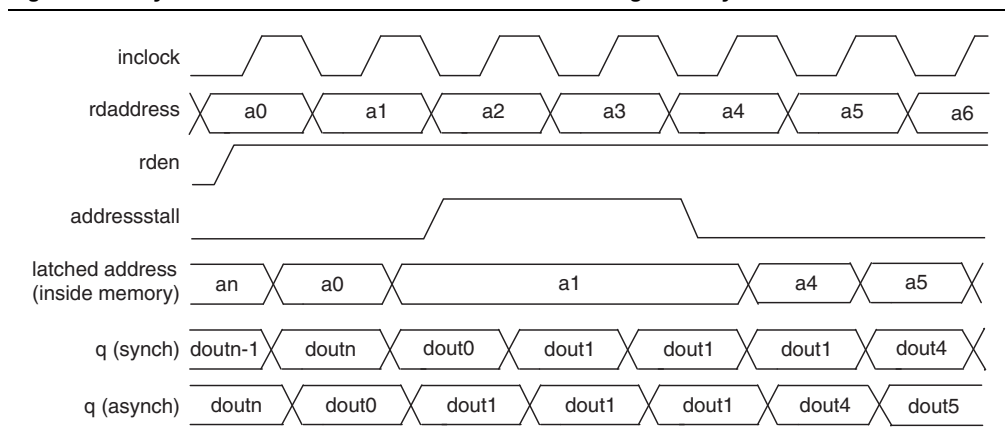 inclock
rdaddress a0 a1 a2 a3 a4 a5 a6
rden
addressstall
latched address
(inside memory) an a0 a1 a4 a5
q (synch) doutn-1 doutn dout0 dout1 dout1 dout1 dout4
q (asynch) doutn dout0 dout1 dout1 dout1 dout4 dout5